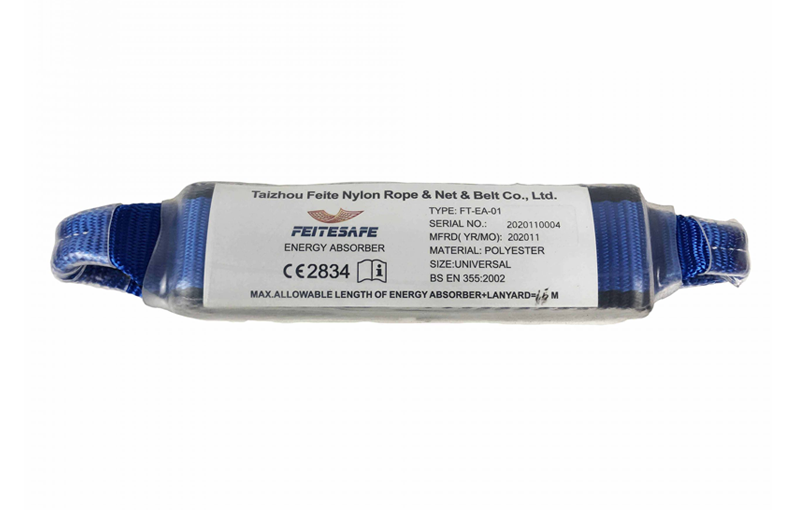 Taizhou Feite Nylon Rope & Net & Belt Co., Ltd.
FEITESAFE
ENERGY ABSORBER
CE2834
TYPE: FT-EA-01
SERIAL NO.: 2020110004
MFRD( YR/MO): 202011
MATERIAL: POLYESTER
SIZE:UNIVERSAL
BS EN 355:2002
MAX.ALLOWABLE LENGTH OF ENERGY ABSORBER+LANYARD= M